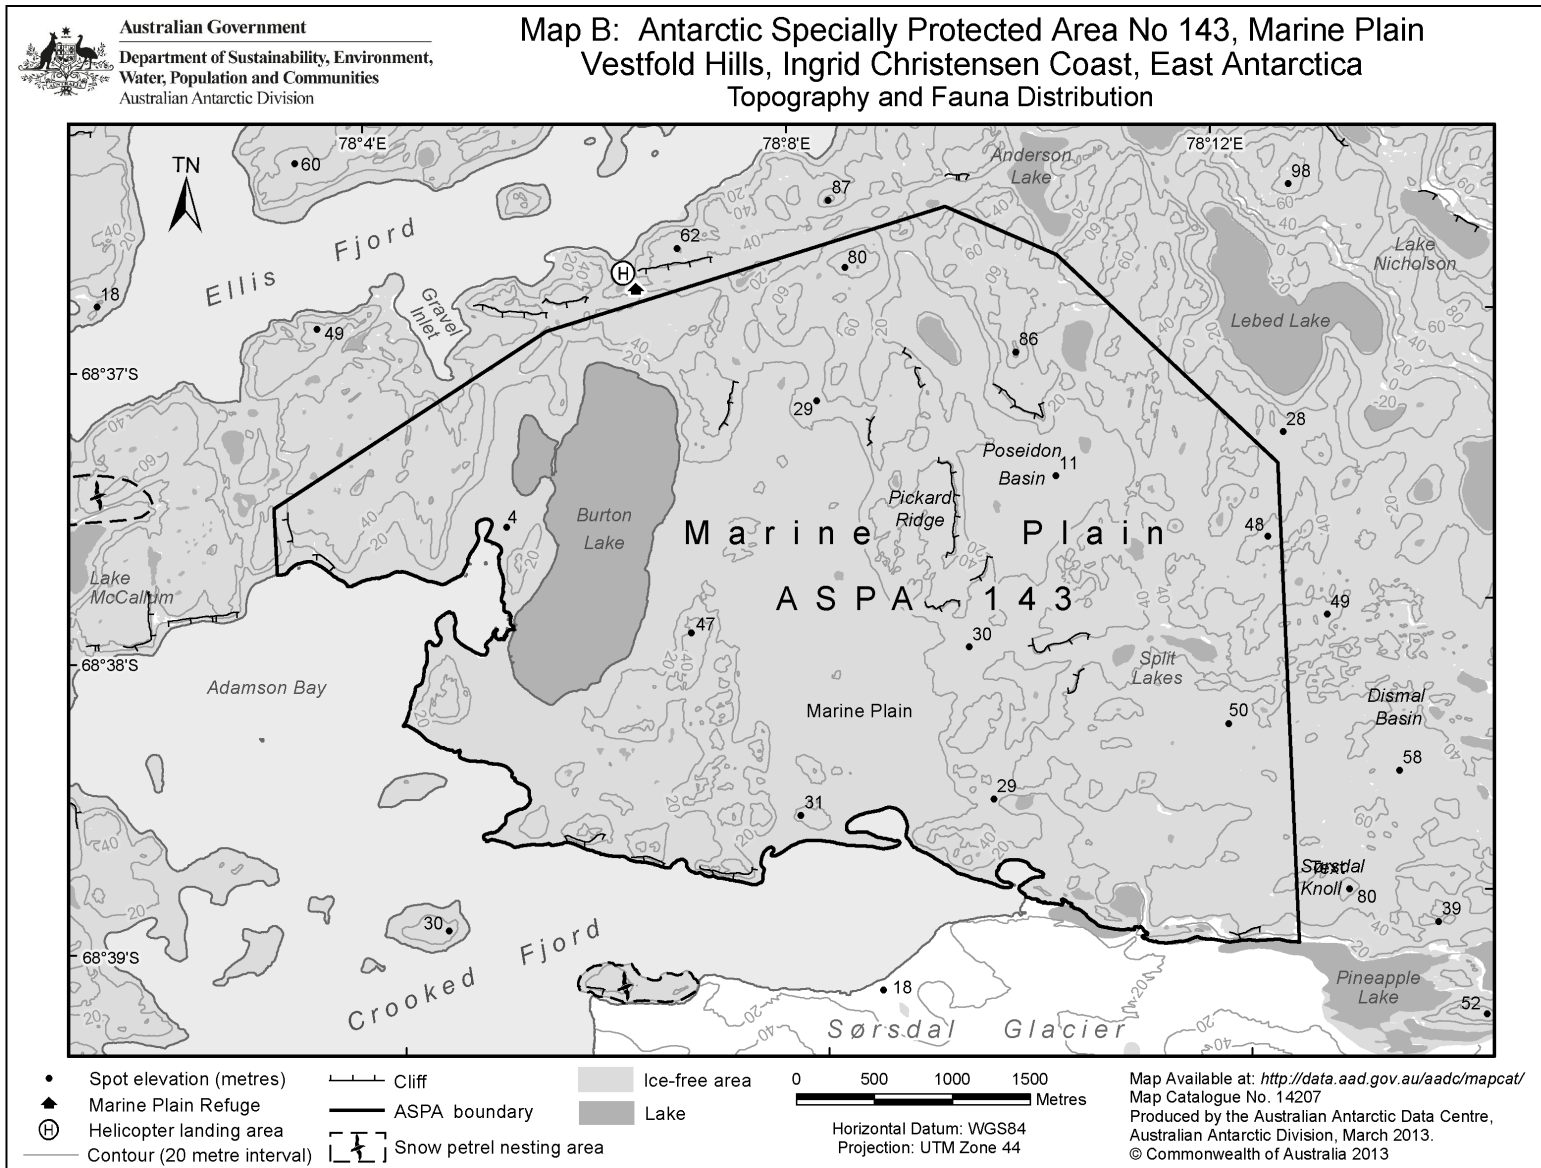 Australian Government
Department of Sustainability, Environment,
Water, Population and Communities
Australian Antarctic Division
Map B: Antarctic Specially Protected Area No 143, Marine Plain
Vestfold Hills, Ingrid Christensen Coast, East Antarctica
Topography and Fauna Distribution
78°4'E
78°8'E
78°12'E
TN
60
Anderson
Lake
98
87
Ellis Fjord
62
Lake
Nicholson
H
80
18
Gravel
Inlet
49
Lebed Lake
86
68°37'S
29
28
Poseidon
Basin
11
Pickard
Ridge
4
Burton
Lake
Marine Plain
48
Lake
McCallum
ASPA 143
49
47
30
68°38'S
Split
Lakes
Adamson Bay
Dismal
Basin
Marine Plain
50
58
29
31
Sørsdal
Text
Knoll
80
39
30
68°39'S
Crooked Fjord
Pineapple
Lake
18
52
Sørsdal Glacier
Spot elevation (metres)
Marine Plain Refuge
H
Helicopter landing area
Contour (20 metre interval)
Cliff
ASPA boundary
Snow petrel nesting area
Ice-free area
Lake
0 500 1000 1500
Metres
Horizontal Datum: WGS84
Projection: UTM Zone 44
Map Available at: http://data.aad.gov.au/aadc/mapcat/
Map Catalogue No. 14207
Produced by the Australian Antarctic Data Centre,
Australian Antarctic Division, March 2013.
© Commonwealth of Australia 2013